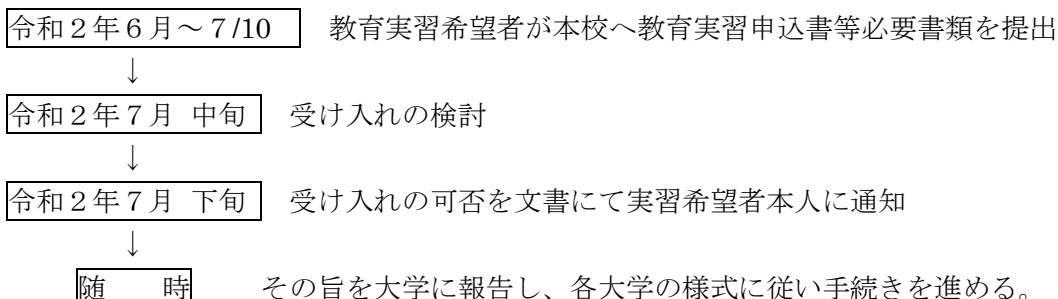 令和２年６月～７/10　教育実習希望者が本校へ教育実習申込書等必要書類を提出
↓
令和２年７月 中旬　受け入れの検討
↓
令和２年７月 下旬　受け入れの可否を文書にて実習希望者本人に通知
↓
随　　時　その旨を大学に報告し、各大学の様式に従い手続きを進める。